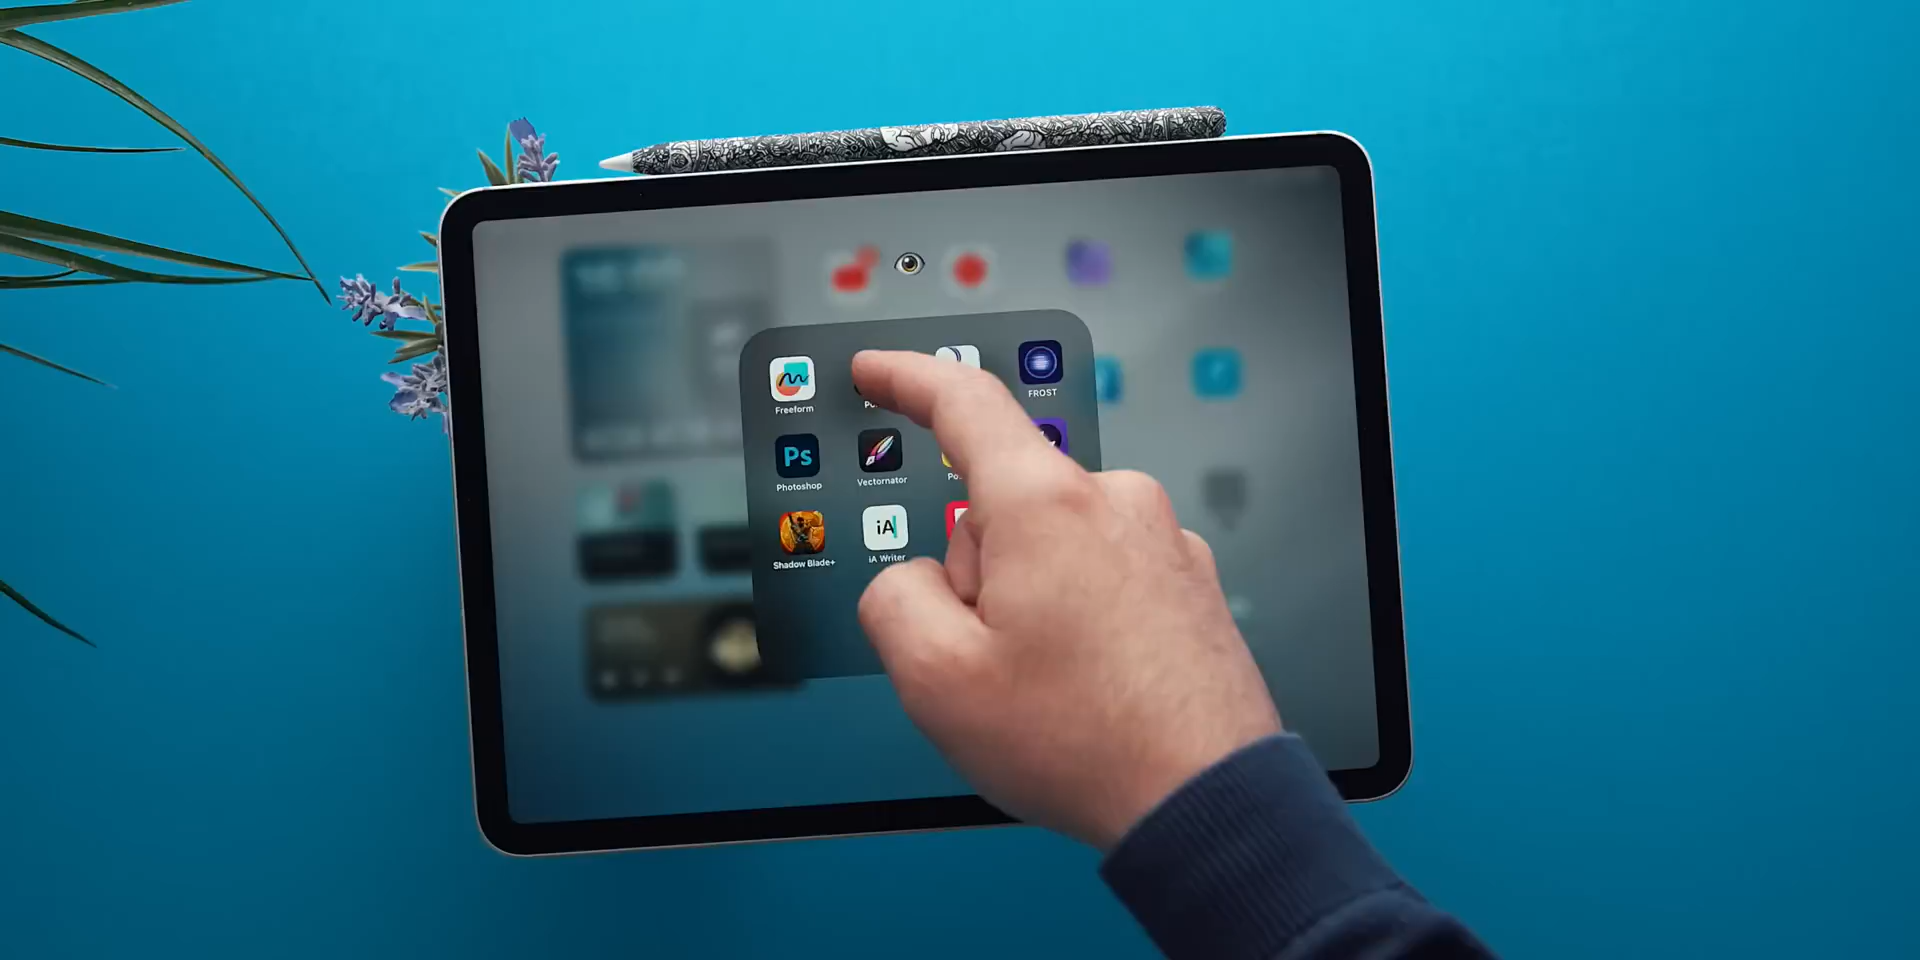 Freeform
FROST
Ps
Photoshop
Vectornator
iA
Shadow Blade+
iA Writer